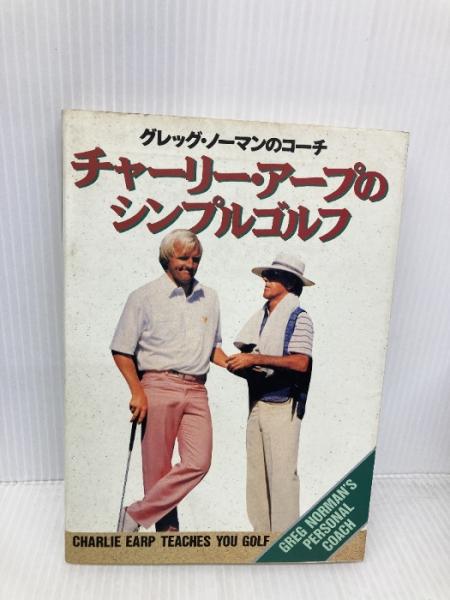 グレッグ・ノーマンのコーチ
チャーリー・アープの
シンプルゴルフ
CHARLIE EARP TEACHES YOU GOLF
GREG NORMAN'S
PERSONAL
COACH